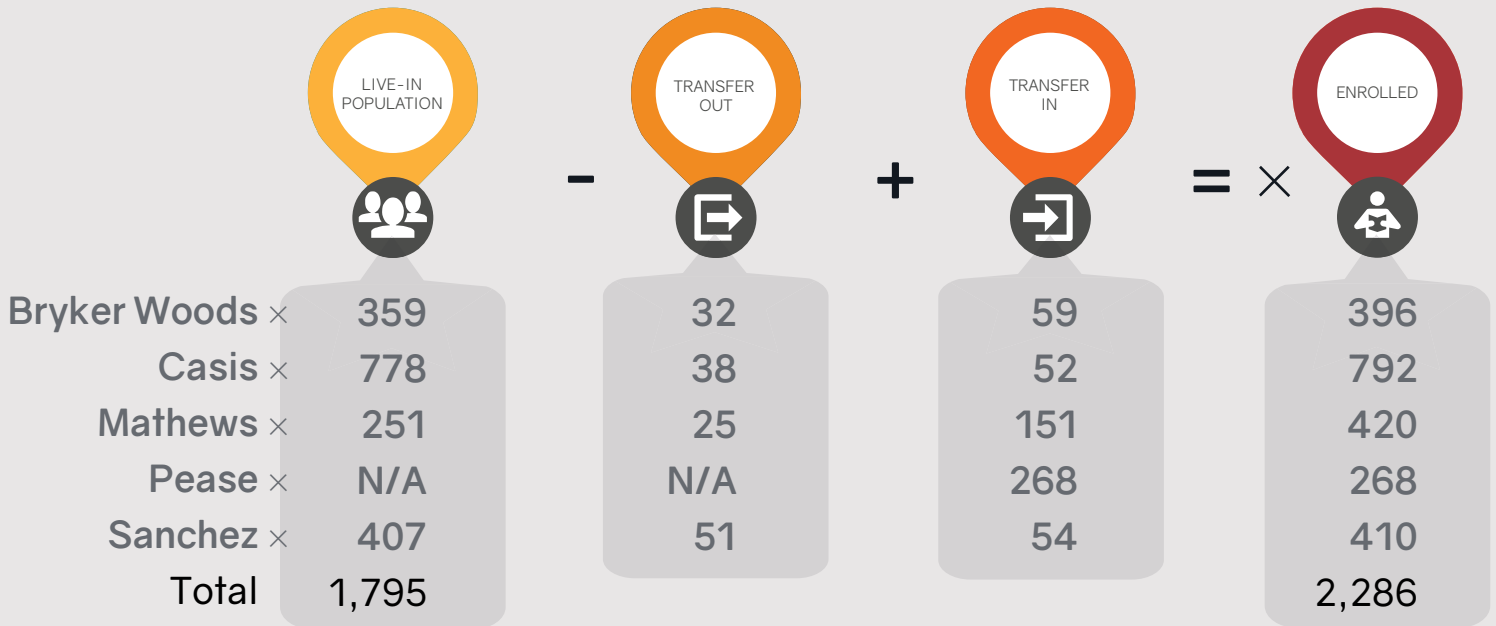 LIVE-IN
POPULATION
TRANSFER
OUT
TRANSFER
IN
ENROLLED
- + = ×
Bryker Woods × 359 32 59 396
Casis × 778 38 52 792
Mathews × 251 25 151 420
Pease × N/A N/A 268 268
Sanchez × 407 51 54 410
Total 1,795 2,286